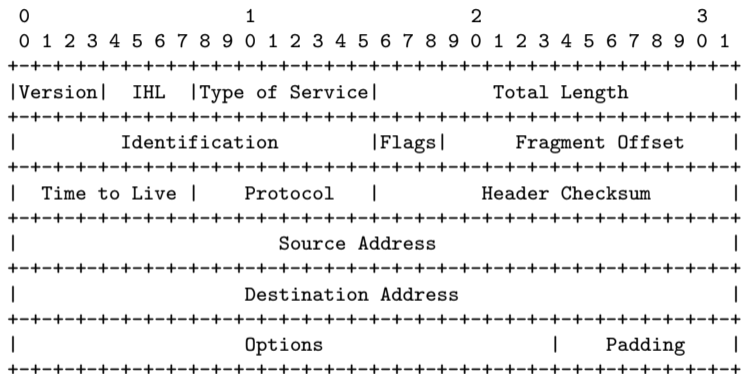 0                   1                   2                   3
 0 1 2 3 4 5 6 7 8 9 0 1 2 3 4 5 6 7 8 9 0 1 2 3 4 5 6 7 8 9 0 1
+-+-+-+-+-+-+-+-+-+-+-+-+-+-+-+-+-+-+-+-+-+-+-+-+-+-+-+-+-+-+-+-+
|Version|  IHL  |Type of Service|          Total Length         |
+-+-+-+-+-+-+-+-+-+-+-+-+-+-+-+-+-+-+-+-+-+-+-+-+-+-+-+-+-+-+-+-+
|         Identification        |Flags|      Fragment Offset    |
+-+-+-+-+-+-+-+-+-+-+-+-+-+-+-+-+-+-+-+-+-+-+-+-+-+-+-+-+-+-+-+-+
|  Time to Live |    Protocol   |         Header Checksum       |
+-+-+-+-+-+-+-+-+-+-+-+-+-+-+-+-+-+-+-+-+-+-+-+-+-+-+-+-+-+-+-+-+
|                       Source Address                          |
+-+-+-+-+-+-+-+-+-+-+-+-+-+-+-+-+-+-+-+-+-+-+-+-+-+-+-+-+-+-+-+-+
|                    Destination Address                        |
+-+-+-+-+-+-+-+-+-+-+-+-+-+-+-+-+-+-+-+-+-+-+-+-+-+-+-+-+-+-+-+-+
|                    Options                    |    Padding    |
+-+-+-+-+-+-+-+-+-+-+-+-+-+-+-+-+-+-+-+-+-+-+-+-+-+-+-+-+-+-+-+-+